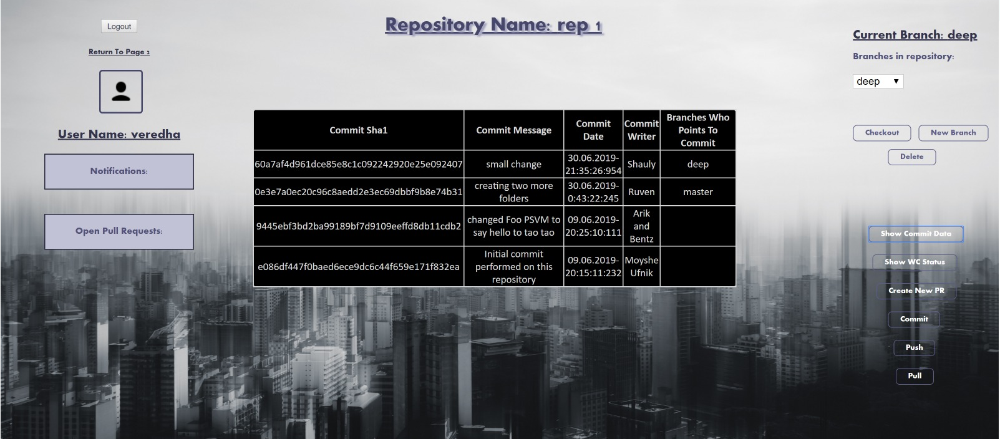 Logout
Return To Page 2
User Name: veredha
Notifications:
Open Pull Requests:
Repository Name: rep 1
Commit Sha1
Commit Message
Commit
Date
Commit
Writer
Branches Who
Points To
Commit
60a7af4d961dce85e8c1c092242920e25e092407
small change
30.06.2019-
21:35:26:954
Shauly
deep
0e3e7a0ec20c96c8aedd2e3ec69dbbf9b8e74b31
creating two more
folders
30.06.2019-
0:43:22:245
Ruven
master
9445ebf3bd2ba99189bf7d9109eeffd8db11cdb2
changed Foo PSVM to
say hello to tao tao
09.06.2019-
20:25:10:111
Arik
and
Bentz
e086df447f0baed6ece9dc6c44f659e171f832ea
Initial commit
performed on this
repository
09.06.2019-
20:15:11:232
Moyshe
Ufnik
Current Branch: deep
Branches in repository:
deep
Checkout
New Branch
Delete
Show Commit Data
Show WC Status
Create New PR
Commit
Push
Pull